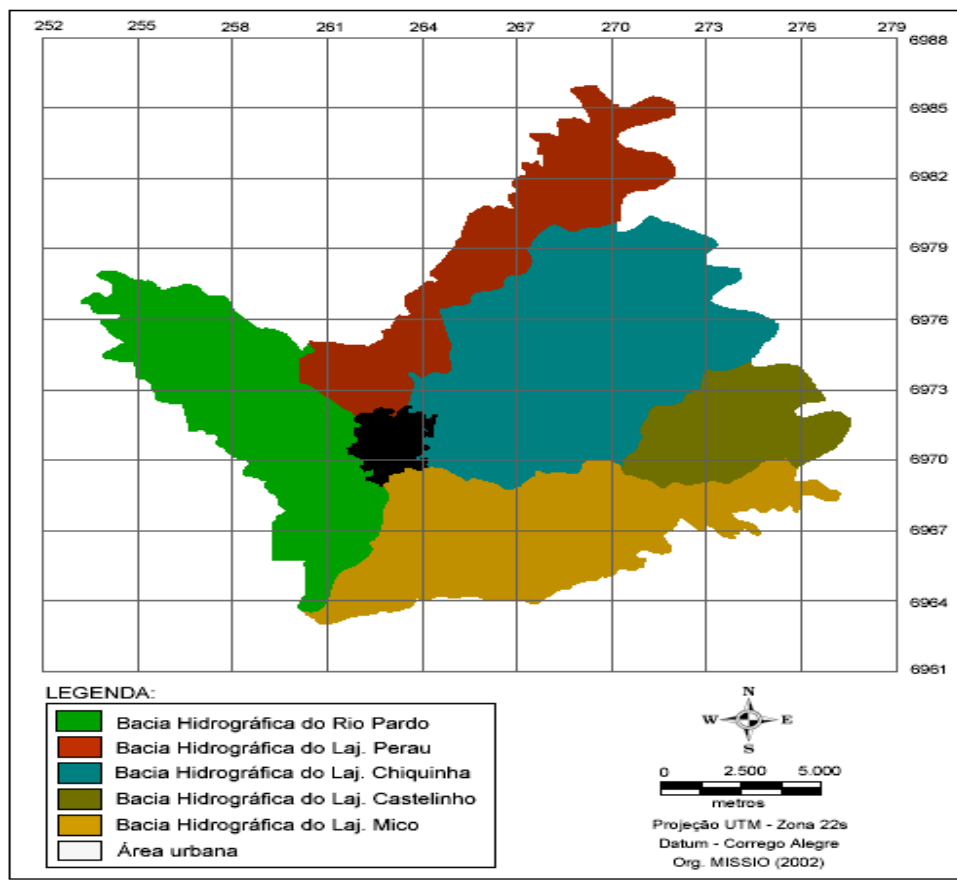 252 255 258 261 264 267 270 273 276 279
6988
6985
6982
6979
6976
6973
6970
6967
6964
6961
LEGENDA:
Bacia Hidrográfica do Rio Pardo
Bacia Hidrográfica do Laj. Perau
Bacia Hidrográfica do Laj. Chiquinha
Bacia Hidrográfica do Laj. Castelinho
Bacia Hidrográfica do Laj. Mico
Área urbana
N
W E
S
0 2.500 5.000
metros
Projeção UTM - Zona 22s
Datum - Corrego Alegre
Org. MISSIO (2002)